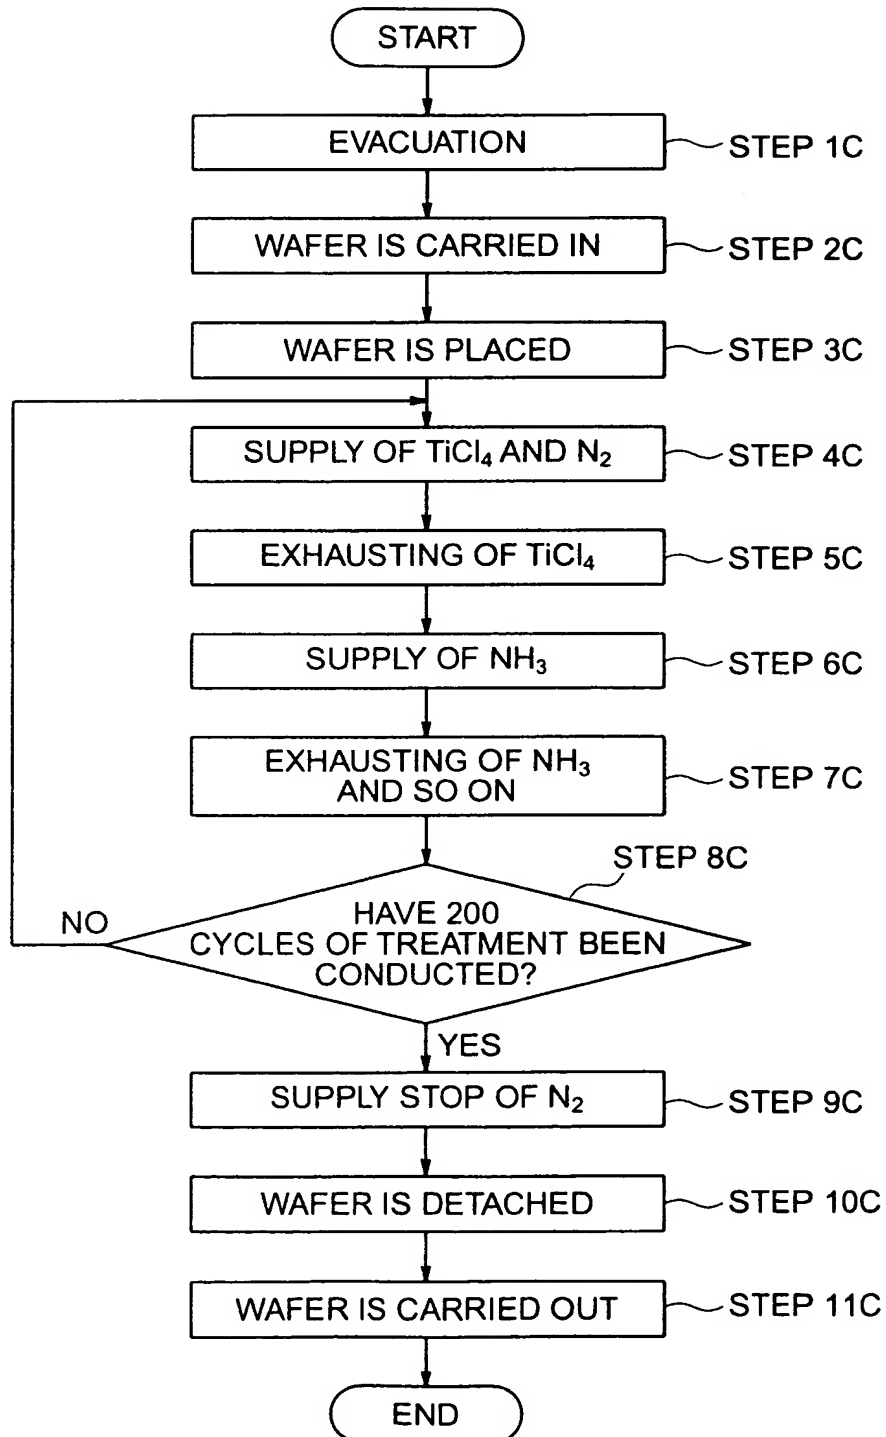 START
EVACUATION
STEP 1C
WAFER IS CARRIED IN
STEP 2C
WAFER IS PLACED
STEP 3C
SUPPLY OF TiCl₄ AND N₂
STEP 4C
EXHAUSTING OF TiCl₄
STEP 5C
SUPPLY OF NH₃
STEP 6C
EXHAUSTING OF NH₃
AND SO ON
STEP 7C
STEP 8C
NO
HAVE 200
CYCLES OF TREATMENT BEEN
CONDUCTED?
YES
SUPPLY STOP OF N₂
STEP 9C
WAFER IS DETACHED
STEP 10C
WAFER IS CARRIED OUT
STEP 11C
END